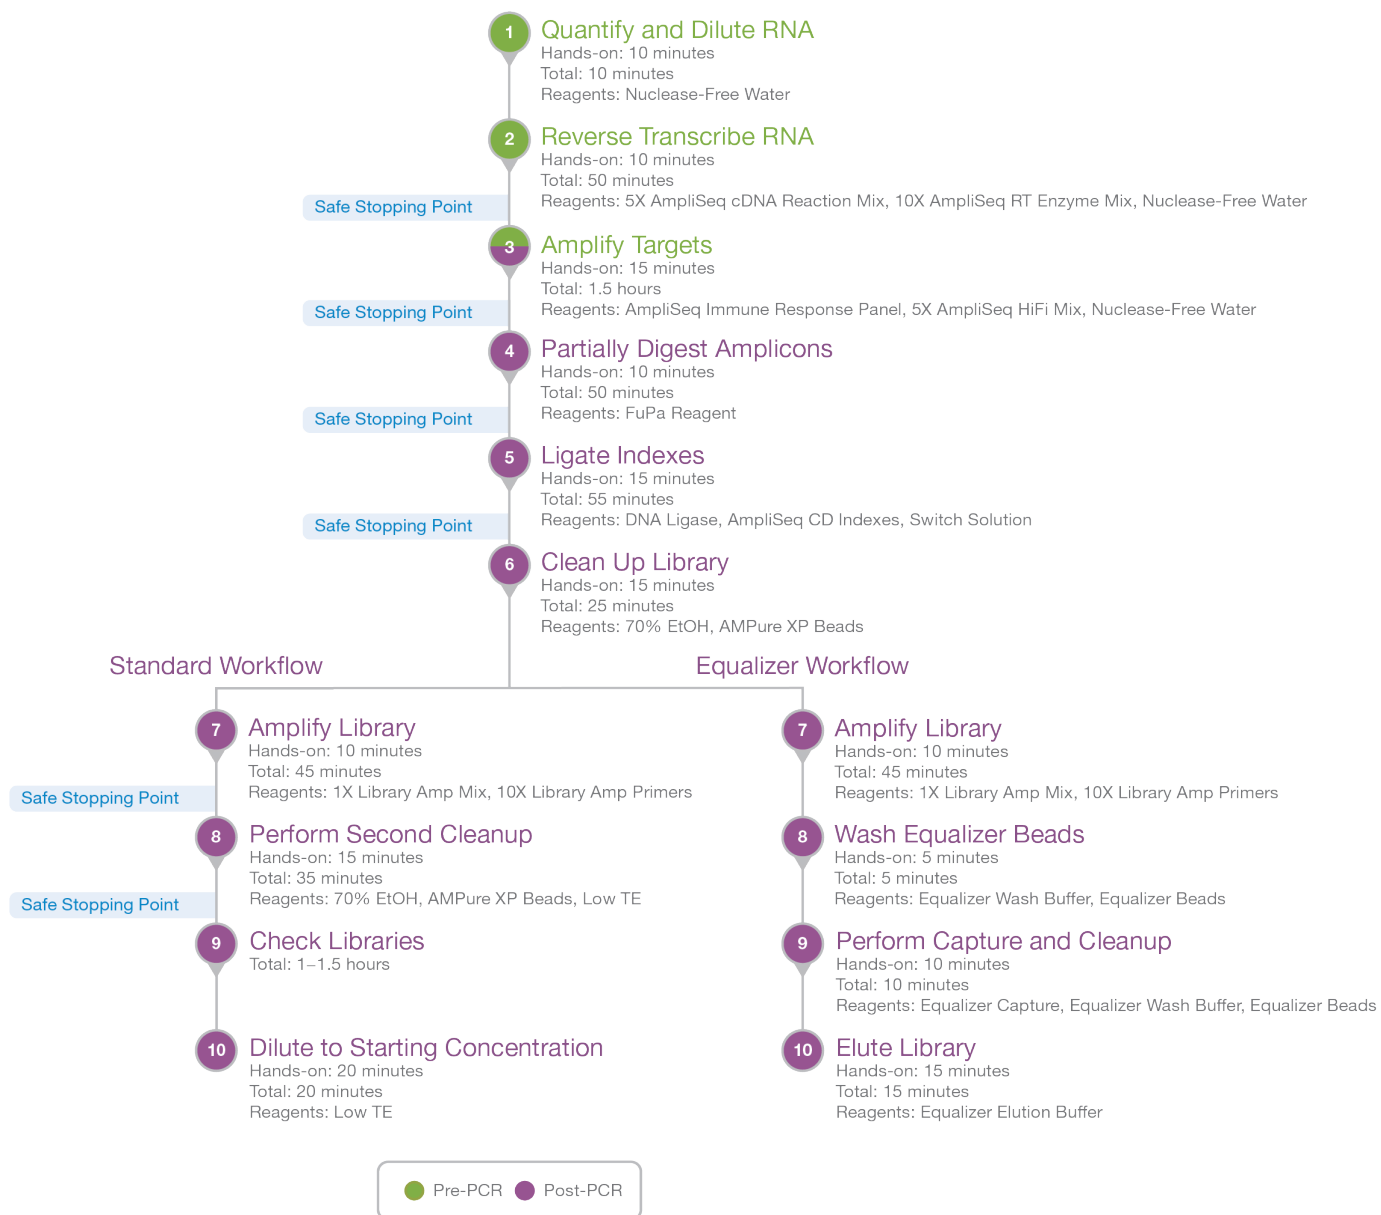 1
Quantify and Dilute RNA
Hands-on: 10 minutes
Total: 10 minutes
Reagents: Nuclease-Free Water
2
Reverse Transcribe RNA
Hands-on: 10 minutes
Total: 50 minutes
Reagents: 5X AmpliSeq cDNA Reaction Mix, 10X AmpliSeq RT Enzyme Mix, Nuclease-Free Water
Safe Stopping Point
3
Amplify Targets
Hands-on: 15 minutes
Total: 1.5 hours
Reagents: AmpliSeq Immune Response Panel, 5X AmpliSeq HiFi Mix, Nuclease-Free Water
Safe Stopping Point
4
Partially Digest Amplicons
Hands-on: 10 minutes
Total: 50 minutes
Reagents: FuPa Reagent
Safe Stopping Point
5
Ligate Indexes
Hands-on: 15 minutes
Total: 55 minutes
Reagents: DNA Ligase, AmpliSeq CD Indexes, Switch Solution
Safe Stopping Point
6
Clean Up Library
Hands-on: 15 minutes
Total: 25 minutes
Reagents: 70% EtOH, AMPure XP Beads
Standard Workflow
7
Amplify Library
Hands-on: 10 minutes
Total: 45 minutes
Reagents: 1X Library Amp Mix, 10X Library Amp Primers
Safe Stopping Point
8
Perform Second Cleanup
Hands-on: 15 minutes
Total: 35 minutes
Reagents: 70% EtOH, AMPure XP Beads, Low TE
Safe Stopping Point
9
Check Libraries
Total: 1–1.5 hours
10
Dilute to Starting Concentration
Hands-on: 20 minutes
Total: 20 minutes
Reagents: Low TE
Equalizer Workflow
7
Amplify Library
Hands-on: 10 minutes
Total: 45 minutes
Reagents: 1X Library Amp Mix, 10X Library Amp Primers
8
Wash Equalizer Beads
Hands-on: 5 minutes
Total: 5 minutes
Reagents: Equalizer Wash Buffer, Equalizer Beads
9
Perform Capture and Cleanup
Hands-on: 10 minutes
Total: 10 minutes
Reagents: Equalizer Capture, Equalizer Wash Buffer, Equalizer Beads
10
Elute Library
Hands-on: 15 minutes
Total: 15 minutes
Reagents: Equalizer Elution Buffer
Pre-PCR
Post-PCR